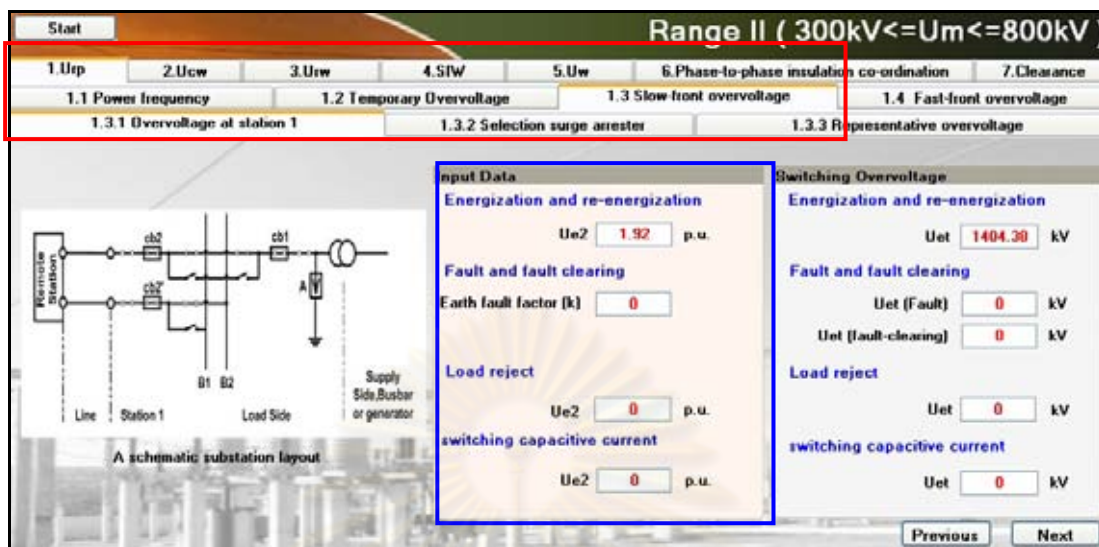 Start
Range II ( 300kV<=Um<=800kV )
1.Urp 2.Ucw 3.Urw 4.SIW 5.Uw 6.Phase-to-phase insulation co-ordination 7.Clearance
1.1 Power frequency 1.2 Temporary Overvoltage 1.3 Slow-front overvoltage 1.4 Fast-front overvoltage
1.3.1 Overvoltage at station 1 1.3.2 Selection surge arrester 1.3.3 Representative overvoltage
Remote Station
cb2
cb1
cb2'
A
B1 B2
Line
Station 1
Load Side
Supply
Side,Busbar
or generator
A schematic substation layout
Input Data
Energization and re-energization
Ue2 1.92 p.u.
Fault and fault clearing
Earth fault factor (k) 0
Load reject
Ue2 0 p.u.
switching capacitive current
Ue2 0 p.u.
Switching Overvoltage
Energization and re-energization
Uet 1404.38 kV
Fault and fault clearing
Uet (Fault) 0 kV
Uet (fault-clearing) 0 kV
Load reject
Uet 0 kV
switching capacitive current
Uet 0 kV
Previous Next